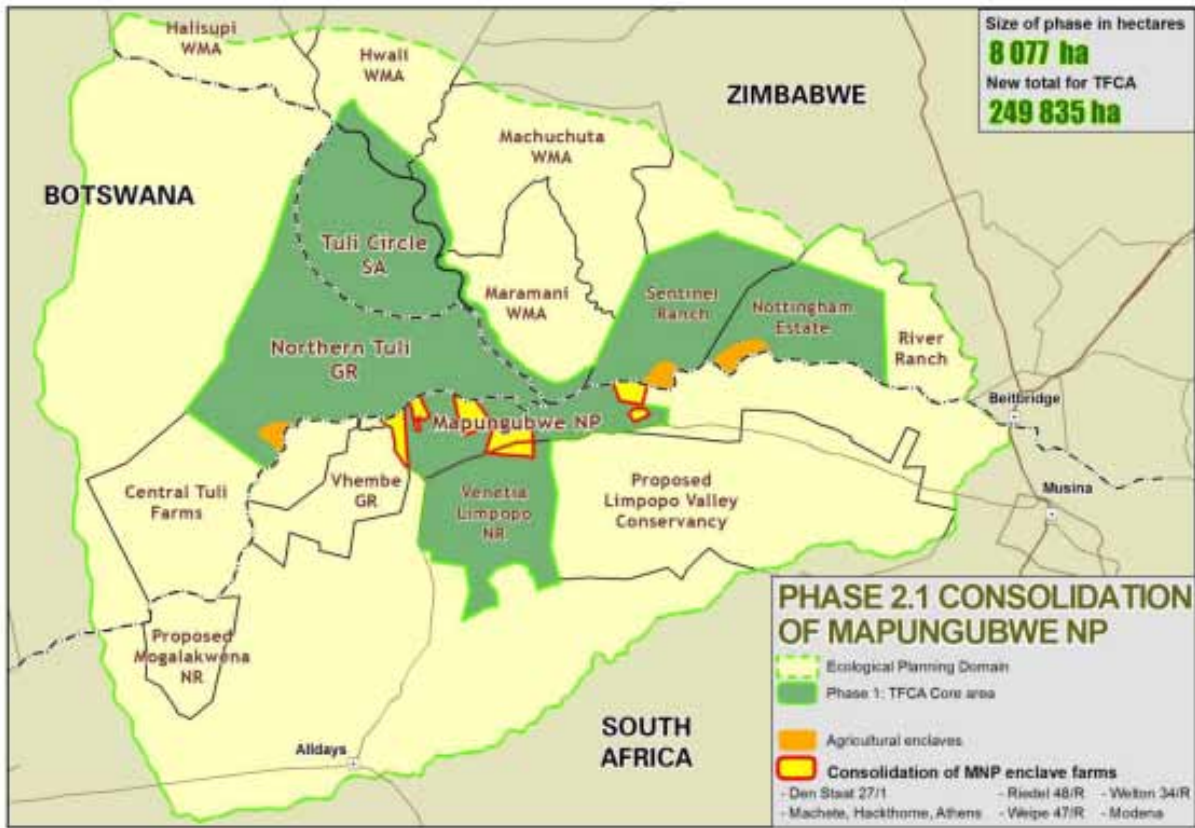 Halisupi
WMA
Hwali
WMA
Size of phase in hectares
8 077 ha
New total for TFCA
249 835 ha
ZIMBABWE
Machuchuta
WMA
BOTSWANA
Tuli Circle
SA
Maramani
WMA
Sentinel
Ranch
Nottingham
Estate
River
Ranch
Northern Tuli
GR
Beitbridge
Mapungubwe NP
Central Tuli
Farms
Vhembe
GR
Venetia
Limpopo
NR
Proposed
Limpopo Valley
Conservancy
Musina
Proposed
Mogalakwena
NR
SOUTH
AFRICA
Alldays
PHASE 2.1 CONSOLIDATION
OF MAPUNGUBWE NP
Ecological Planning Domain
Phase 1: TFCA Core area
Agricultural enclaves
Consolidation of MNP enclave farms
- Den Staat 27/1 - Riedel 48/R - Welton 34/R
- Machete, Hackthorne, Athens - Weipe 47/R - Modena